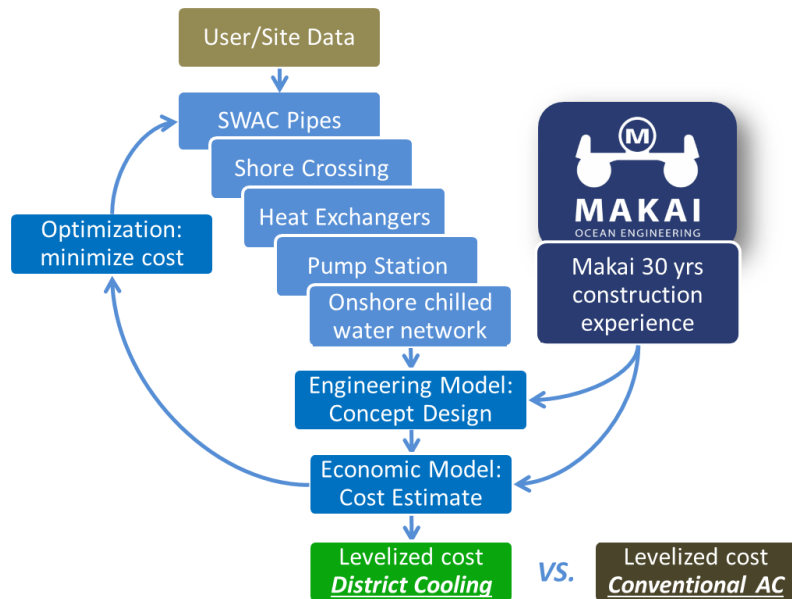 User/Site Data
SWAC Pipes
Shore Crossing
Heat Exchangers
Pump Station
Onshore chilled
water network
Optimization:
minimize cost
M
MAKAI
OCEAN ENGINEERING
Makai 30 yrs
construction
experience
Engineering Model:
Concept Design
Economic Model:
Cost Estimate
Levelized cost
District Cooling
VS.
Levelized cost
Conventional AC